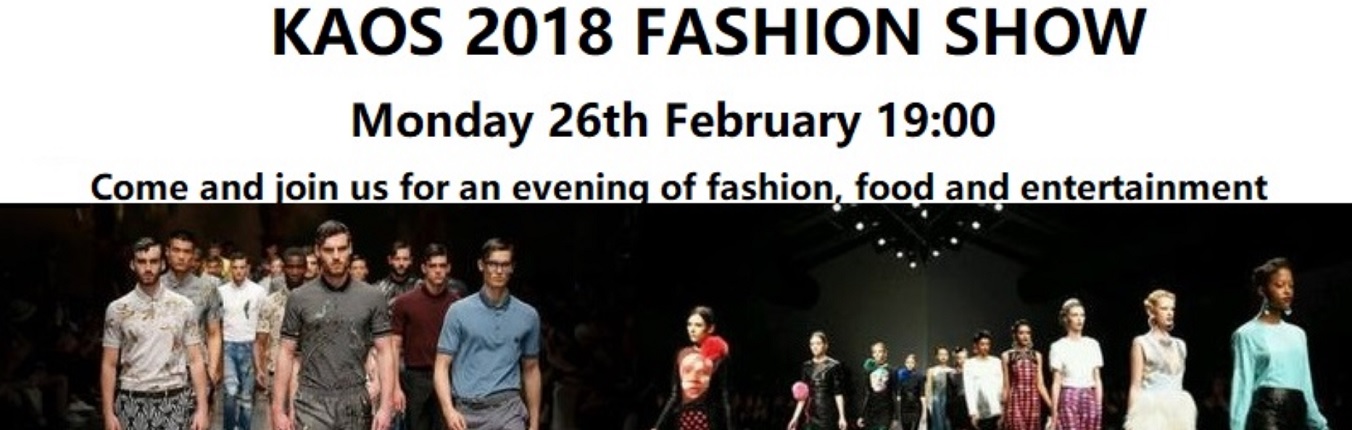 KAOS 2018 FASHION SHOW
Monday 26th February 19:00
Come and join us for an evening of fashion, food and entertainment